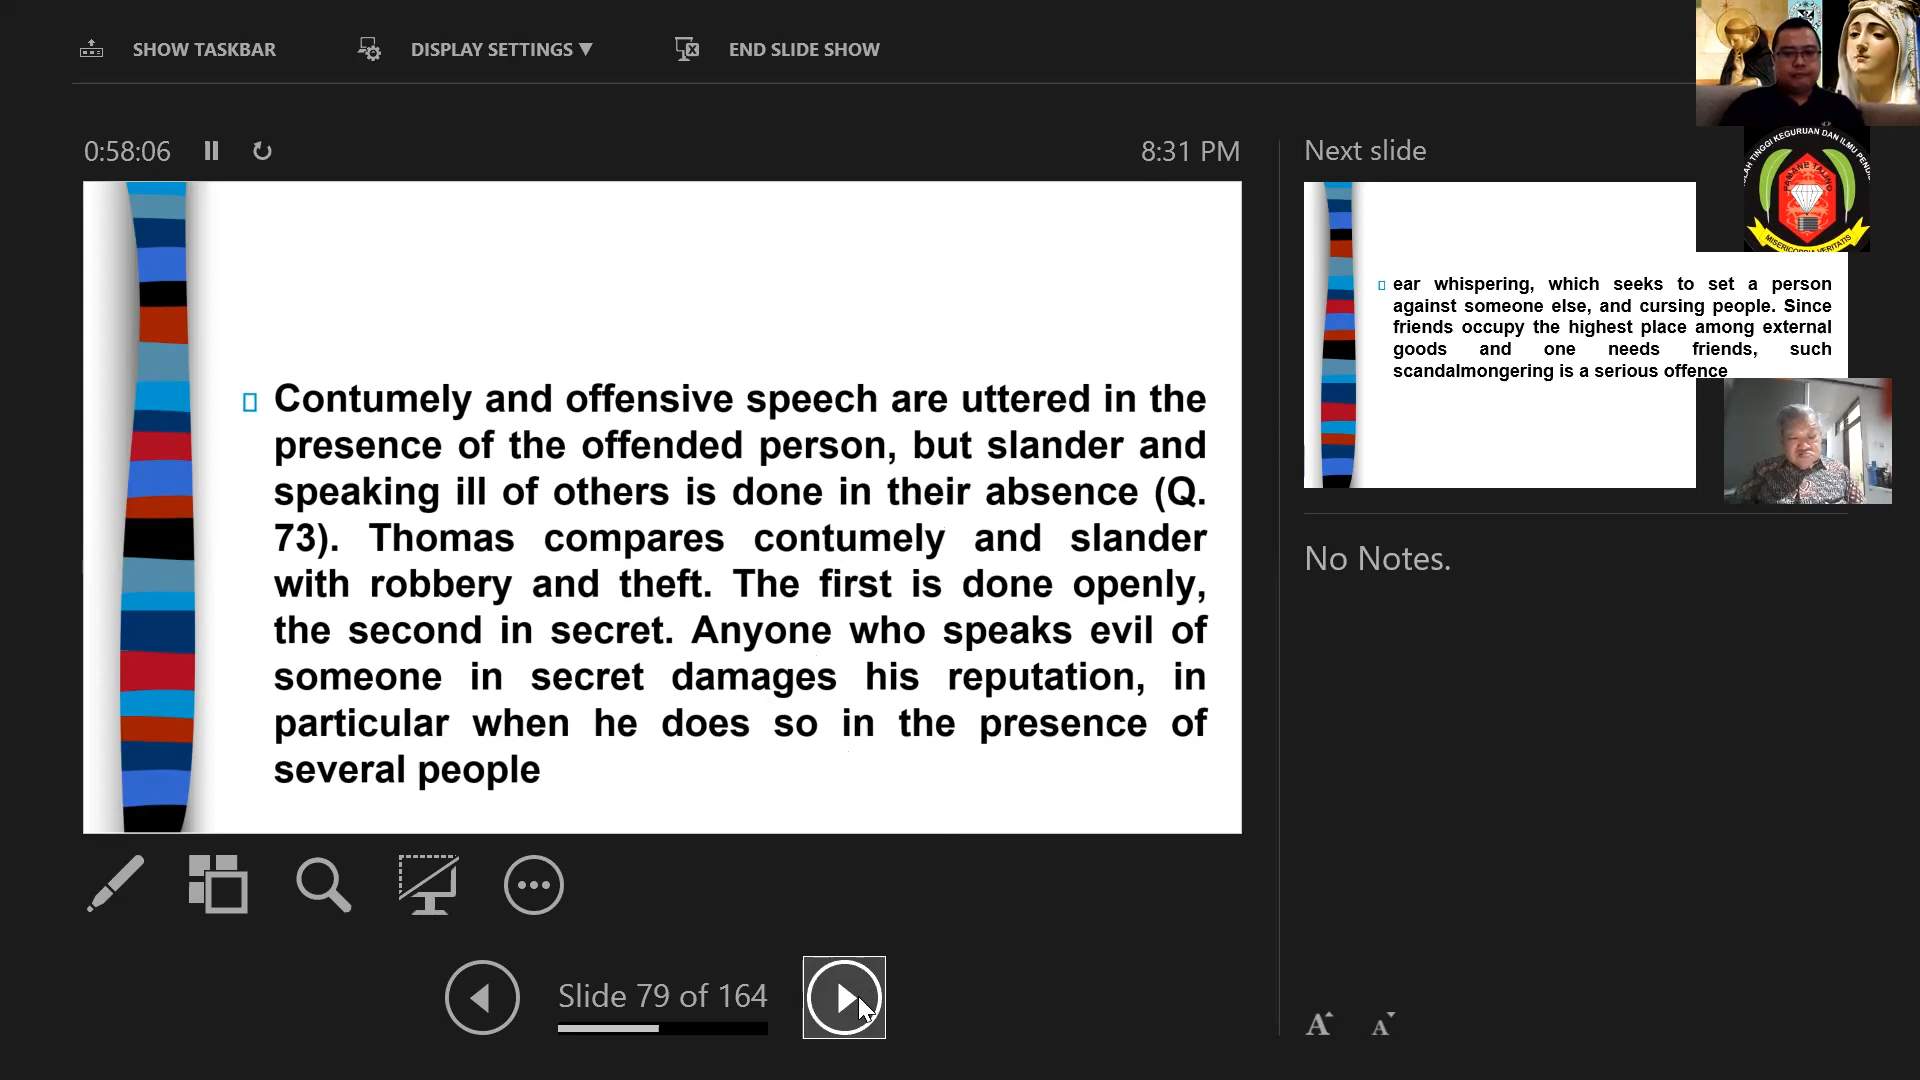 SHOW TASKBAR
DISPLAY SETTINGS ▼
END SLIDE SHOW
0:58:06
8:31 PM
Contumely and offensive speech are uttered in the
presence of the offended person, but slander and
speaking ill of others is done in their absence (Q.
73). Thomas compares contumely and slander
with robbery and theft. The first is done openly,
the second in secret. Anyone who speaks evil of
someone in secret damages his reputation, in
particular when he does so in the presence of
several people
Slide 79 of 164
Next slide
TINGGI KEGURUAN DAN ILMU
MISERICORDIA VERITATIS
ear whispering, which seeks to set a person
against someone else, and cursing people. Since
friends occupy the highest place among external
goods and one needs friends, such
scandalmongering is a serious offence
No Notes.
A A